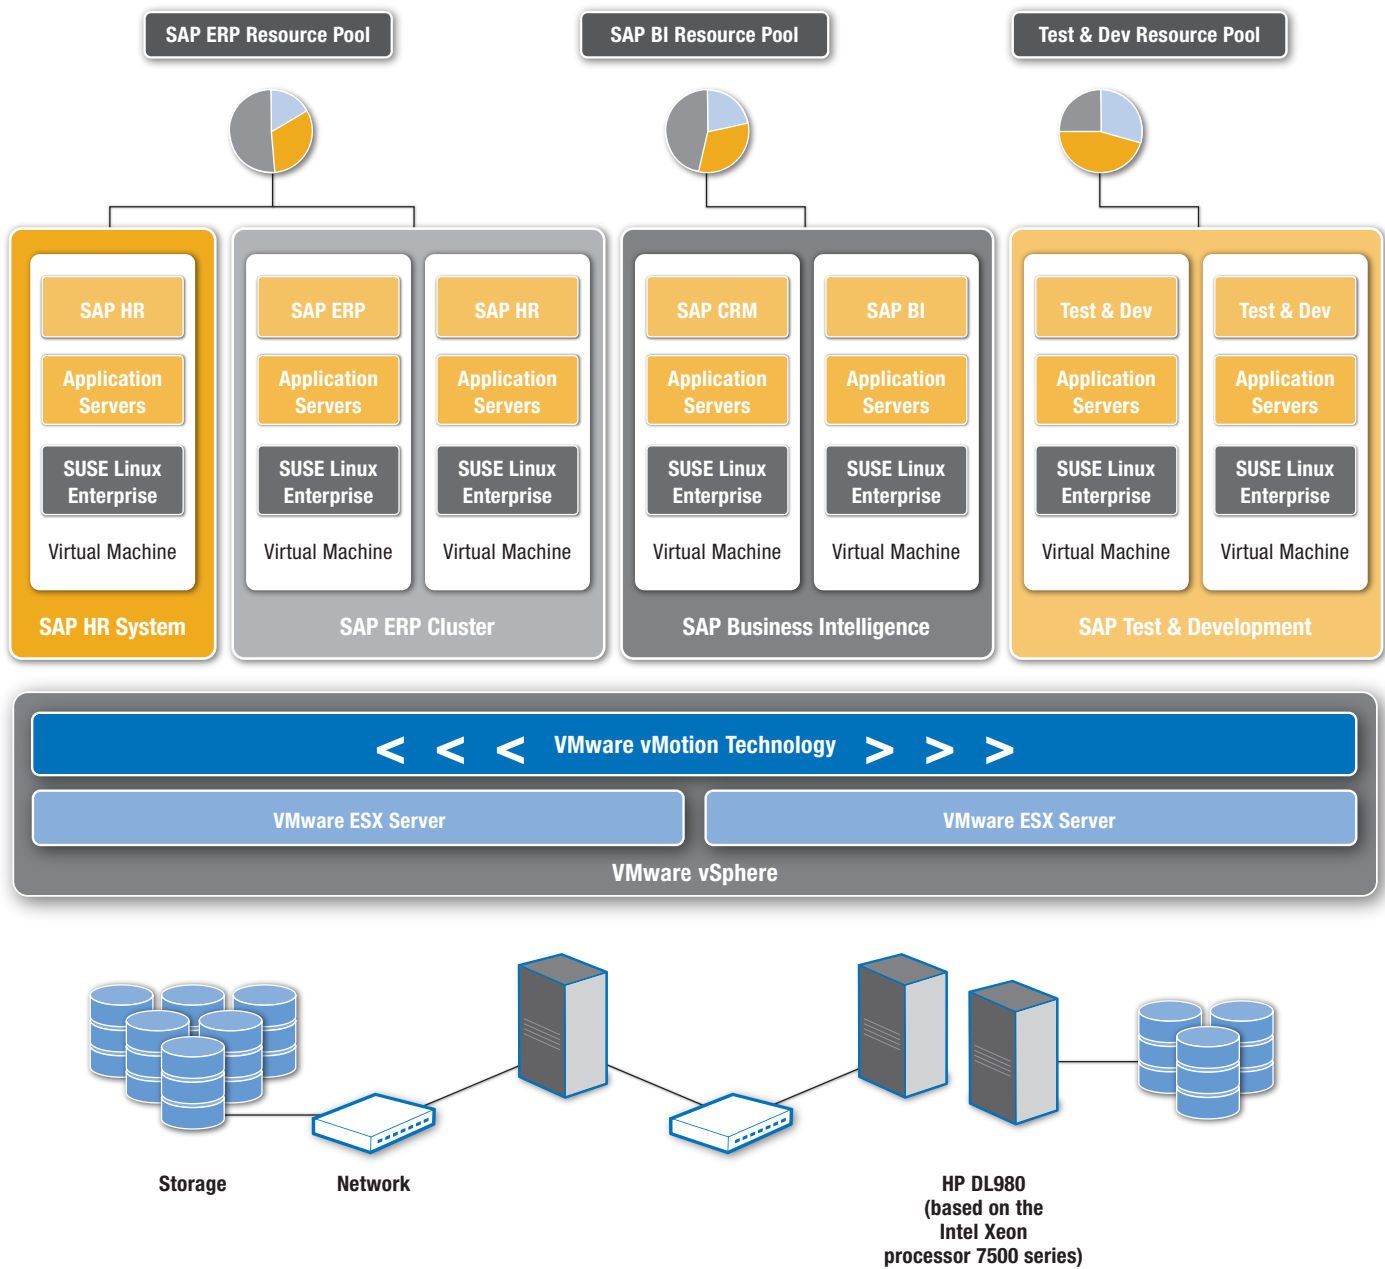 SAP ERP Resource Pool
SAP BI Resource Pool
Test & Dev Resource Pool
SAP HR
Application
Servers
SUSE Linux
Enterprise
Virtual Machine
SAP HR System
SAP ERP
Application
Servers
SUSE Linux
Enterprise
Virtual Machine
SAP HR
Application
Servers
SUSE Linux
Enterprise
Virtual Machine
SAP ERP Cluster
SAP CRM
Application
Servers
SUSE Linux
Enterprise
Virtual Machine
SAP BI
Application
Servers
SUSE Linux
Enterprise
Virtual Machine
SAP Business Intelligence
Test & Dev
Application
Servers
SUSE Linux
Enterprise
Virtual Machine
Test & Dev
Application
Servers
SUSE Linux
Enterprise
Virtual Machine
SAP Test & Development
< < < VMware vMotion Technology > > >
VMware ESX Server
VMware ESX Server
VMware vSphere
Storage
Network
HP DL980
(based on the
Intel Xeon
processor 7500 series)